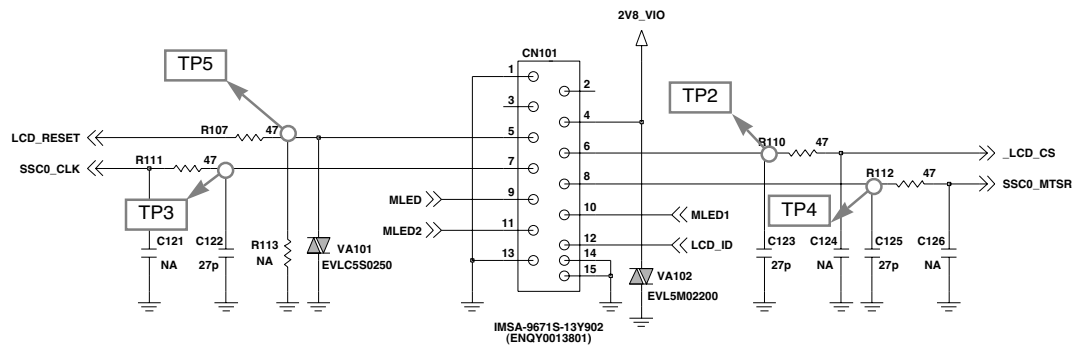 2V8_VIO
CN101
TP5
TP2
1
2
3
4
LCD_RESET
R107
47
5
6
R110
47
_LCD_CS
SSC0_CLK
R111
47
7
8
R112
47
SSC0_MTSR
TP3
MLED
9
10
MLED1
TP4
MLED2
11
12
LCD_ID
C121
NA
C122
27p
R113
NA
VA101
EVLC5S0250
13
14
15
VA102
EVL5M02200
C123
27p
C124
NA
C125
27p
C126
NA
IMSA-9671S-13Y902
(ENQY0013801)